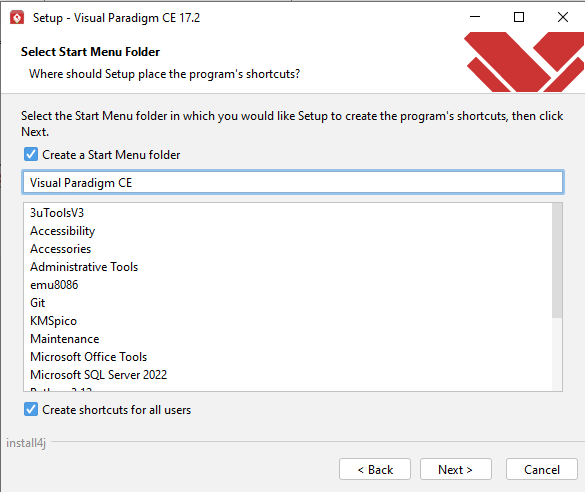 Setup - Visual Paradigm CE 17.2
Select Start Menu Folder
Where should Setup place the program's shortcuts?
Select the Start Menu folder in which you would like Setup to create the program's shortcuts, then click
Next.
Create a Start Menu folder
Visual Paradigm CE
3uToolsV3
Accessibility
Accessories
Administrative Tools
emu8086
Git
KMSpico
Maintenance
Microsoft Office Tools
Microsoft SQL Server 2022
Create shortcuts for all users
install4j
< Back
Next >
Cancel